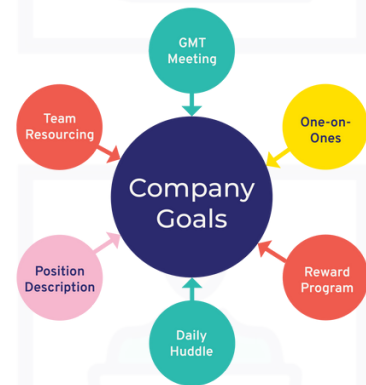 GMT
Meeting
Team
Resourcing
One-on-
Ones
Company
Goals
Position
Description
Reward
Program
Daily
Huddle